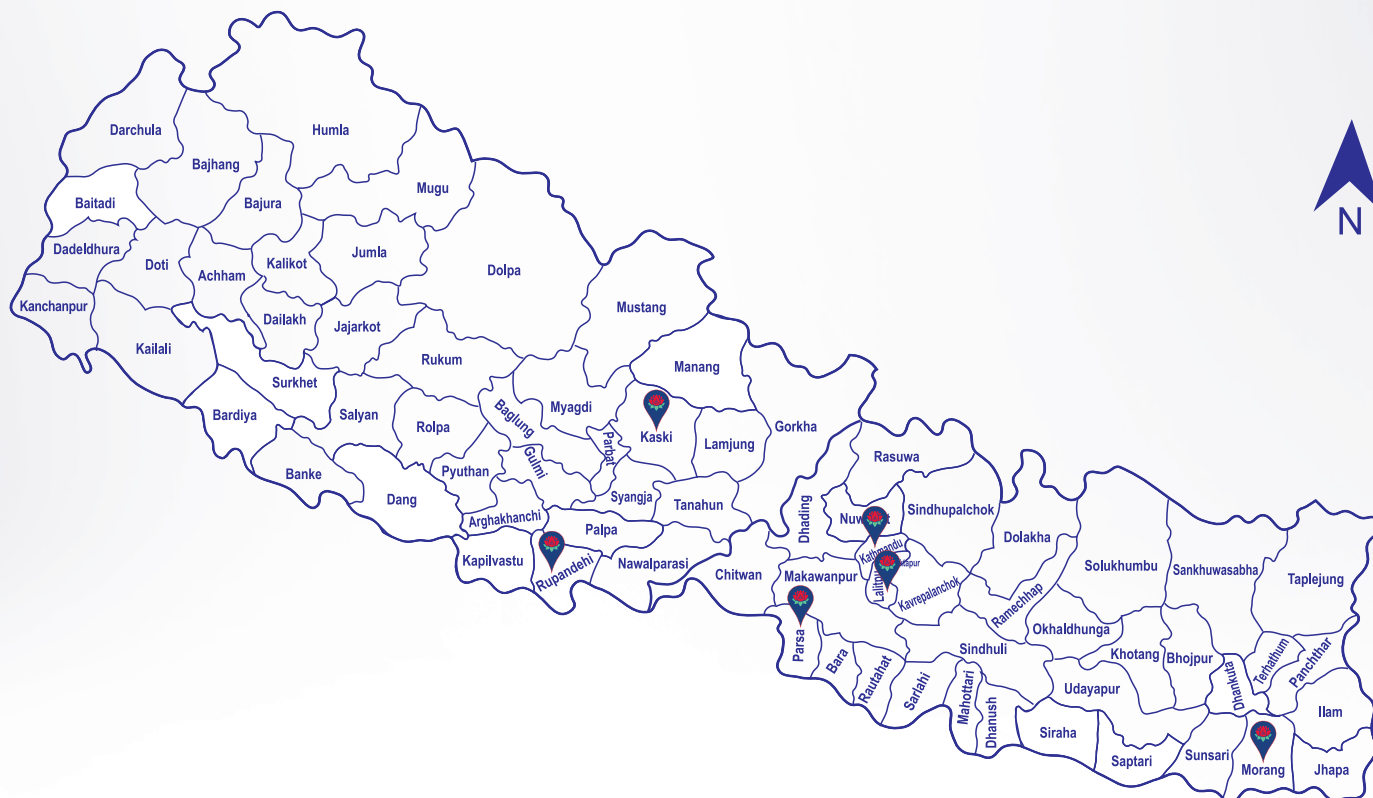 Darchula
Humla
Bajhang
Mugu
Baitadi
Bajura
Dadeldhura
Doti
Achham
Kalikot
Jumla
Dolpa
Kanchanpur
Dailakh
Jajarkot
Mustang
Kailali
Rukum
Manang
Surkhet
Bardiya
Salyan
Rolpa
Baglung
Myagdi
Parbat
Kaski
Lamjung
Gorkha
Rasuwa
Banke
Dang
Pyuthan
Gulmi
Syangja
Tanahun
Dhading
Sindhupalchok
Arghakhanchi
Palpa
Kathmandu
Dolakha
Kapilvastu
Rupandehi
Nawalparasi
Chitwan
Makawanpur
Kavrepalanchok
Ramechhap
Solukhumbu
Sankhuwasabha
Taplejung
Parsa
Bara
Rautahat
Sarlahi
Sindhuli
Okhaldhunga
Khotang
Bhojpur
Dhankuta
Terhathum
Panchthar
Mahottari
Dhanush
Udayapur
Siraha
Saptari
Sunsari
Morang
Ilam
Jhapa
N